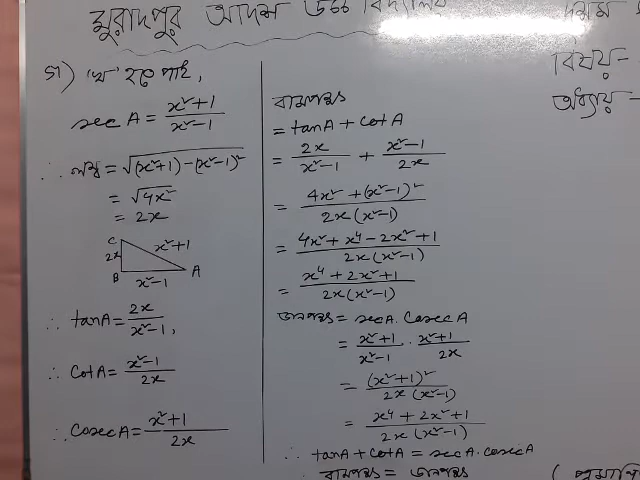 মুরাদপুর আদর্শ উচ্চ বিদ্যালয়
দশম
বিষয়-
অধ্যায়-
গ) 'খ' হতে পাই,
secA = x²+1 / x²-1
∴ লম্ব = √(x²+1)-(x²-1)²
= √4x²
= 2x
C
2x
x²+1
B
x²-1
A
∴ tanA = 2x / x²-1,
∴ CotA = x²-1 / 2x
∴ CosecA = x²+1 / 2x
বামপক্ষ
= tanA + CotA
= 2x / x²-1 + x²-1 / 2x
= 4x²+(x²-1)² / 2x(x²-1)
= 4x²+x⁴-2x²+1 / 2x(x²-1)
= x⁴+2x²+1 / 2x(x²-1)
ডানপক্ষ = secA. CosecA
= x²+1 / x²-1 · x²+1 / 2x
= (x²+1)² / 2x(x²-1)
= x⁴+2x²+1 / 2x(x²-1)
∴ tanA + CotA = secA. cosecA
∴ বামপক্ষ = ডানপক্ষ